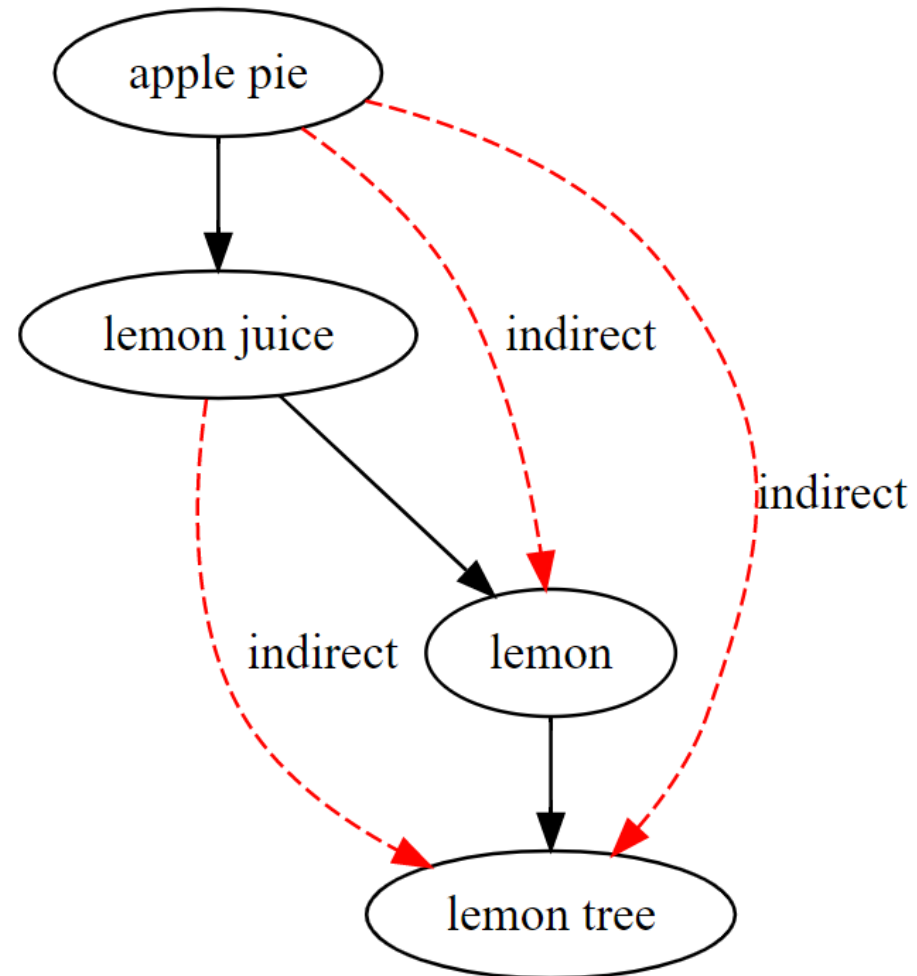 apple pie
lemon juice
indirect
indirect
indirect
lemon
lemon tree